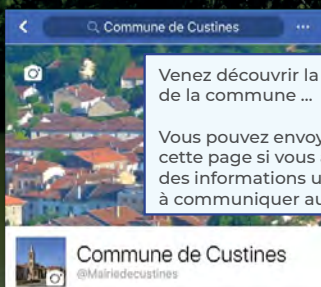 Commune de Custines
Venez découvrir la
de la commune ...
Vous pouvez envoy
cette page si vous
des informations u
à communiquer au
Commune de Custines
@Mairiedecustines